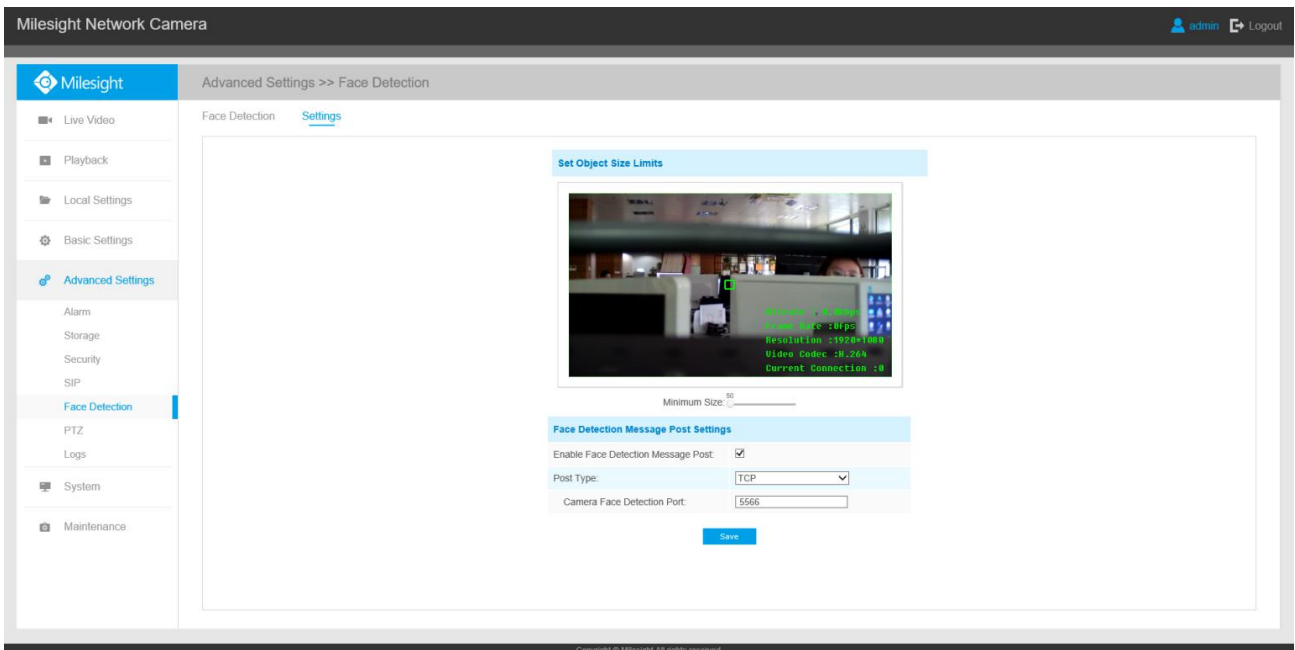 Milesight Network Camera
admin Logout
Milesight
Advanced Settings >> Face Detection
Live Video
Playback
Local Settings
Basic Settings
Advanced Settings
Alarm
Storage
Security
SIP
Face Detection
PTZ
Logs
System
Maintenance
Face Detection Settings
Set Object Size Limits
Rate :0fps
Resolution :1920*1080
Video Codec :H.264
Current Connection :0
Minimum Size: 50
Face Detection Message Post Settings
Enable Face Detection Message Post:
Post Type: TCP
Camera Face Detection Port: 5566
Save
Copyright © Milesight All rights reserved